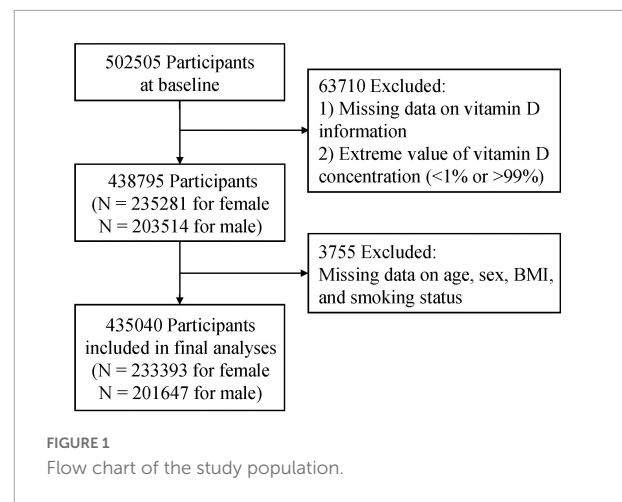 502505 Participants
at baseline
63710 Excluded:
1) Missing data on vitamin D
information
2) Extreme value of vitamin D
concentration (<1% or >99%)
438795 Participants
(N = 235281 for female
N = 203514 for male)
3755 Excluded:
Missing data on age, sex, BMI,
and smoking status
435040 Participants
included in final analyses
(N = 233393 for female
N = 201647 for male)
FIGURE 1
Flow chart of the study population.